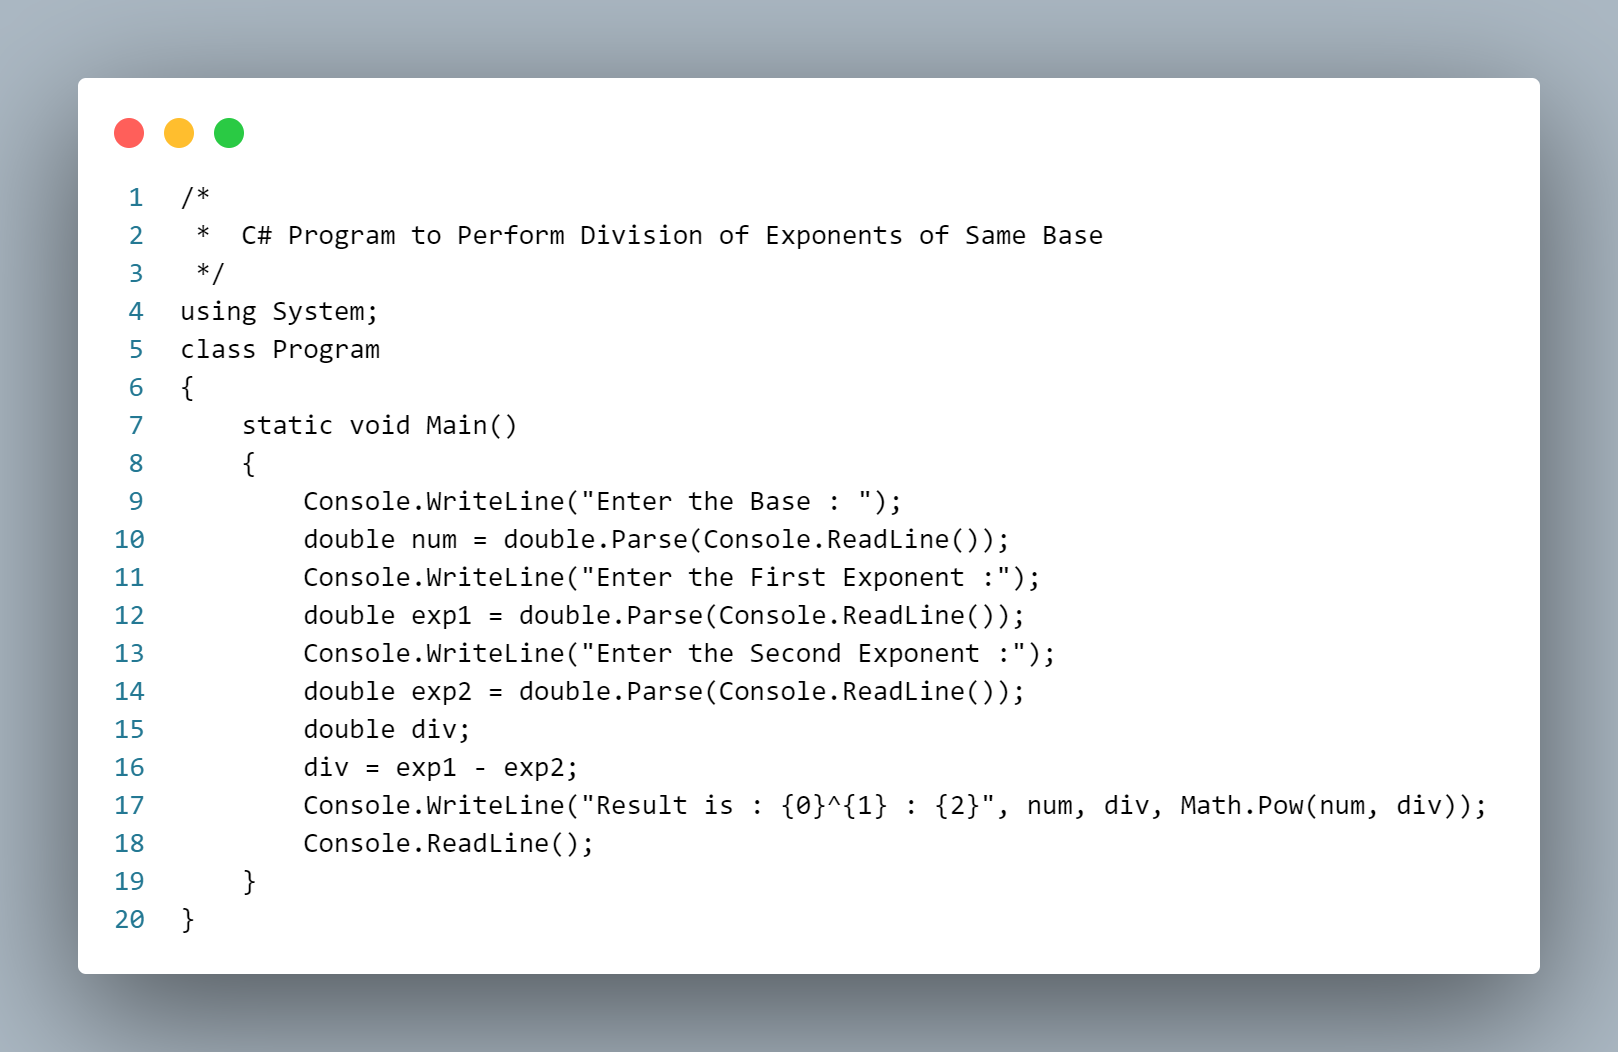 1 /*
2  *  C# Program to Perform Division of Exponents of Same Base
3  */
4 using System;
5 class Program
6 {
7     static void Main()
8     {
9         Console.WriteLine("Enter the Base : ");
10         double num = double.Parse(Console.ReadLine());
11         Console.WriteLine("Enter the First Exponent :");
12         double exp1 = double.Parse(Console.ReadLine());
13         Console.WriteLine("Enter the Second Exponent :");
14         double exp2 = double.Parse(Console.ReadLine());
15         double div;
16         div = exp1 - exp2;
17         Console.WriteLine("Result is : {0}^{1} : {2}", num, div, Math.Pow(num, div));
18         Console.ReadLine();
19     }
20 }